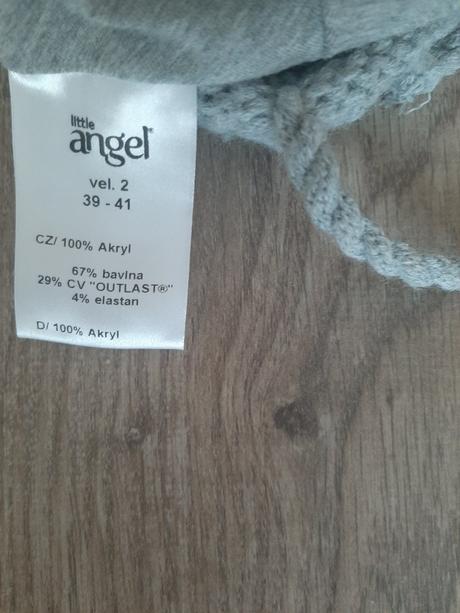 little
angel®
vel. 2
39 - 41
CZ/ 100% Akryl
67% bavlna
29% CV "OUTLAST®"
4% elastan
D/ 100% Akryl